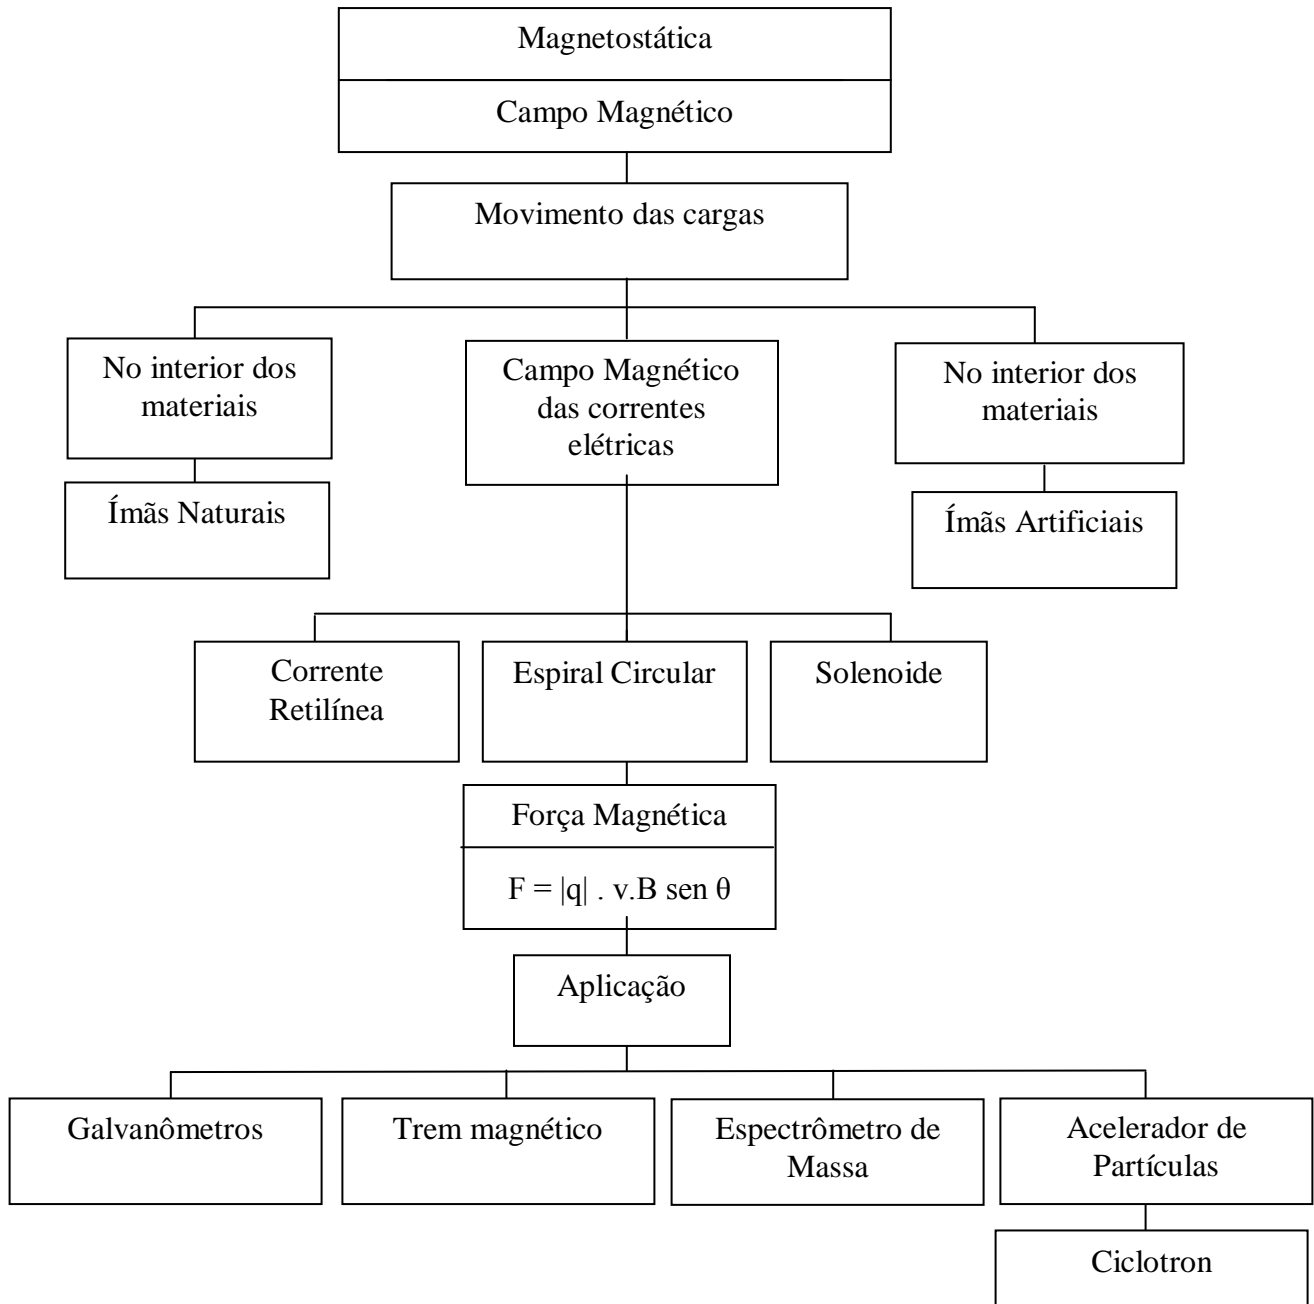 Magnetostática
Campo Magnético
Movimento das cargas
No interior dos
materiais
Campo Magnético
das correntes
elétricas
No interior dos
materiais
Ímãs Naturais
Ímãs Artificiais
Corrente
Retilínea
Espiral Circular
Solenoide
Força Magnética
F = |q| . v.B sen θ
Aplicação
Galvanômetros
Trem magnético
Espectrômetro de
Massa
Acelerador de
Partículas
Ciclotron